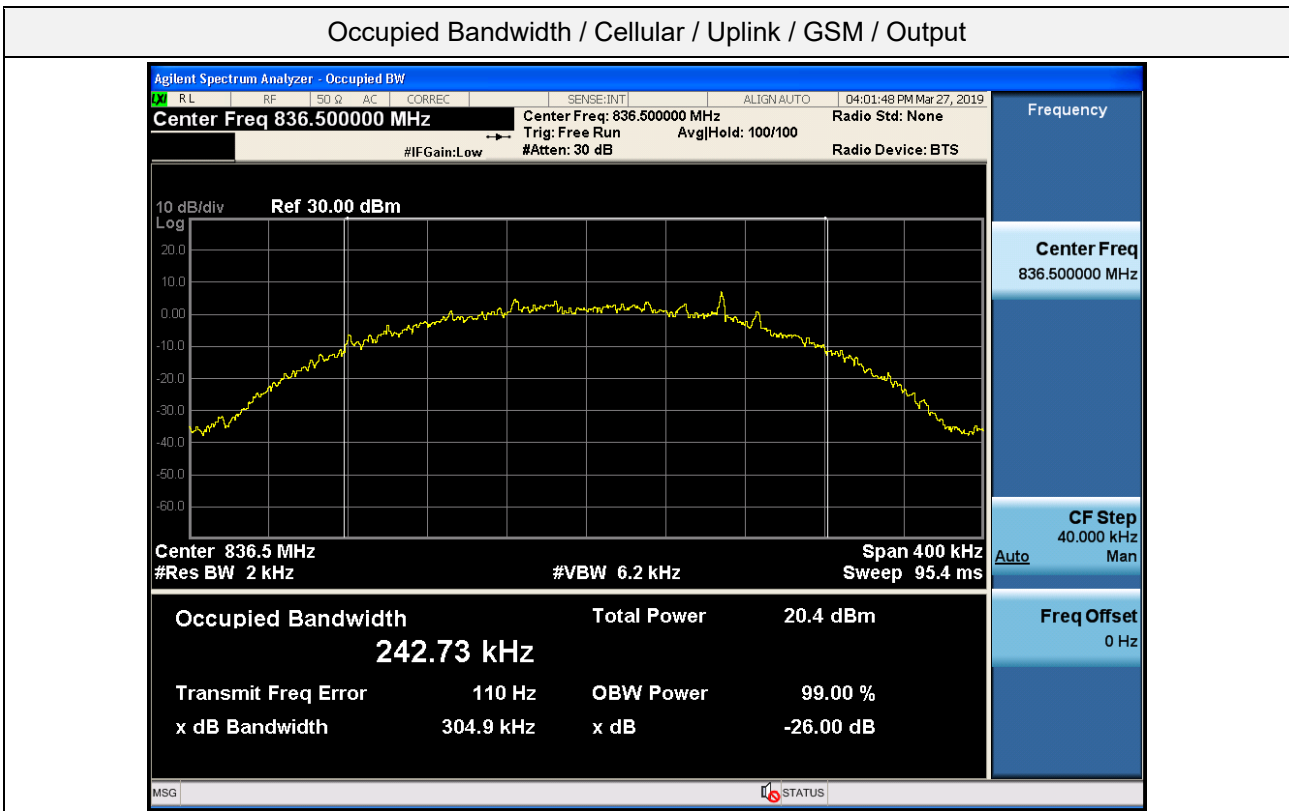 Occupied Bandwidth / Cellular / Uplink / GSM / Output
Agilent Spectrum Analyzer - Occupied BW
LXI RL RF 50 Ω AC CORREC SENSE:INT ALIGN AUTO 04:01:48 PM Mar 27, 2019
Center Freq 836.500000 MHz
Center Freq: 836.500000 MHz Radio Std: None
Trig: Free Run Avg|Hold: 100/100
#IFGain:Low #Atten: 30 dB Radio Device: BTS
10 dB/div Ref 30.00 dBm
Log
20.0
10.0
0.00
-10.0
-20.0
-30.0
-40.0
-50.0
-60.0
Center 836.5 MHz Span 400 kHz
#Res BW 2 kHz #VBW 6.2 kHz Sweep 95.4 ms
Occupied Bandwidth Total Power 20.4 dBm
242.73 kHz
Transmit Freq Error 110 Hz OBW Power 99.00 %
x dB Bandwidth 304.9 kHz x dB -26.00 dB
MSG STATUS
Frequency
Center Freq
836.500000 MHz
CF Step
40.000 kHz
Auto Man
Freq Offset
0 Hz